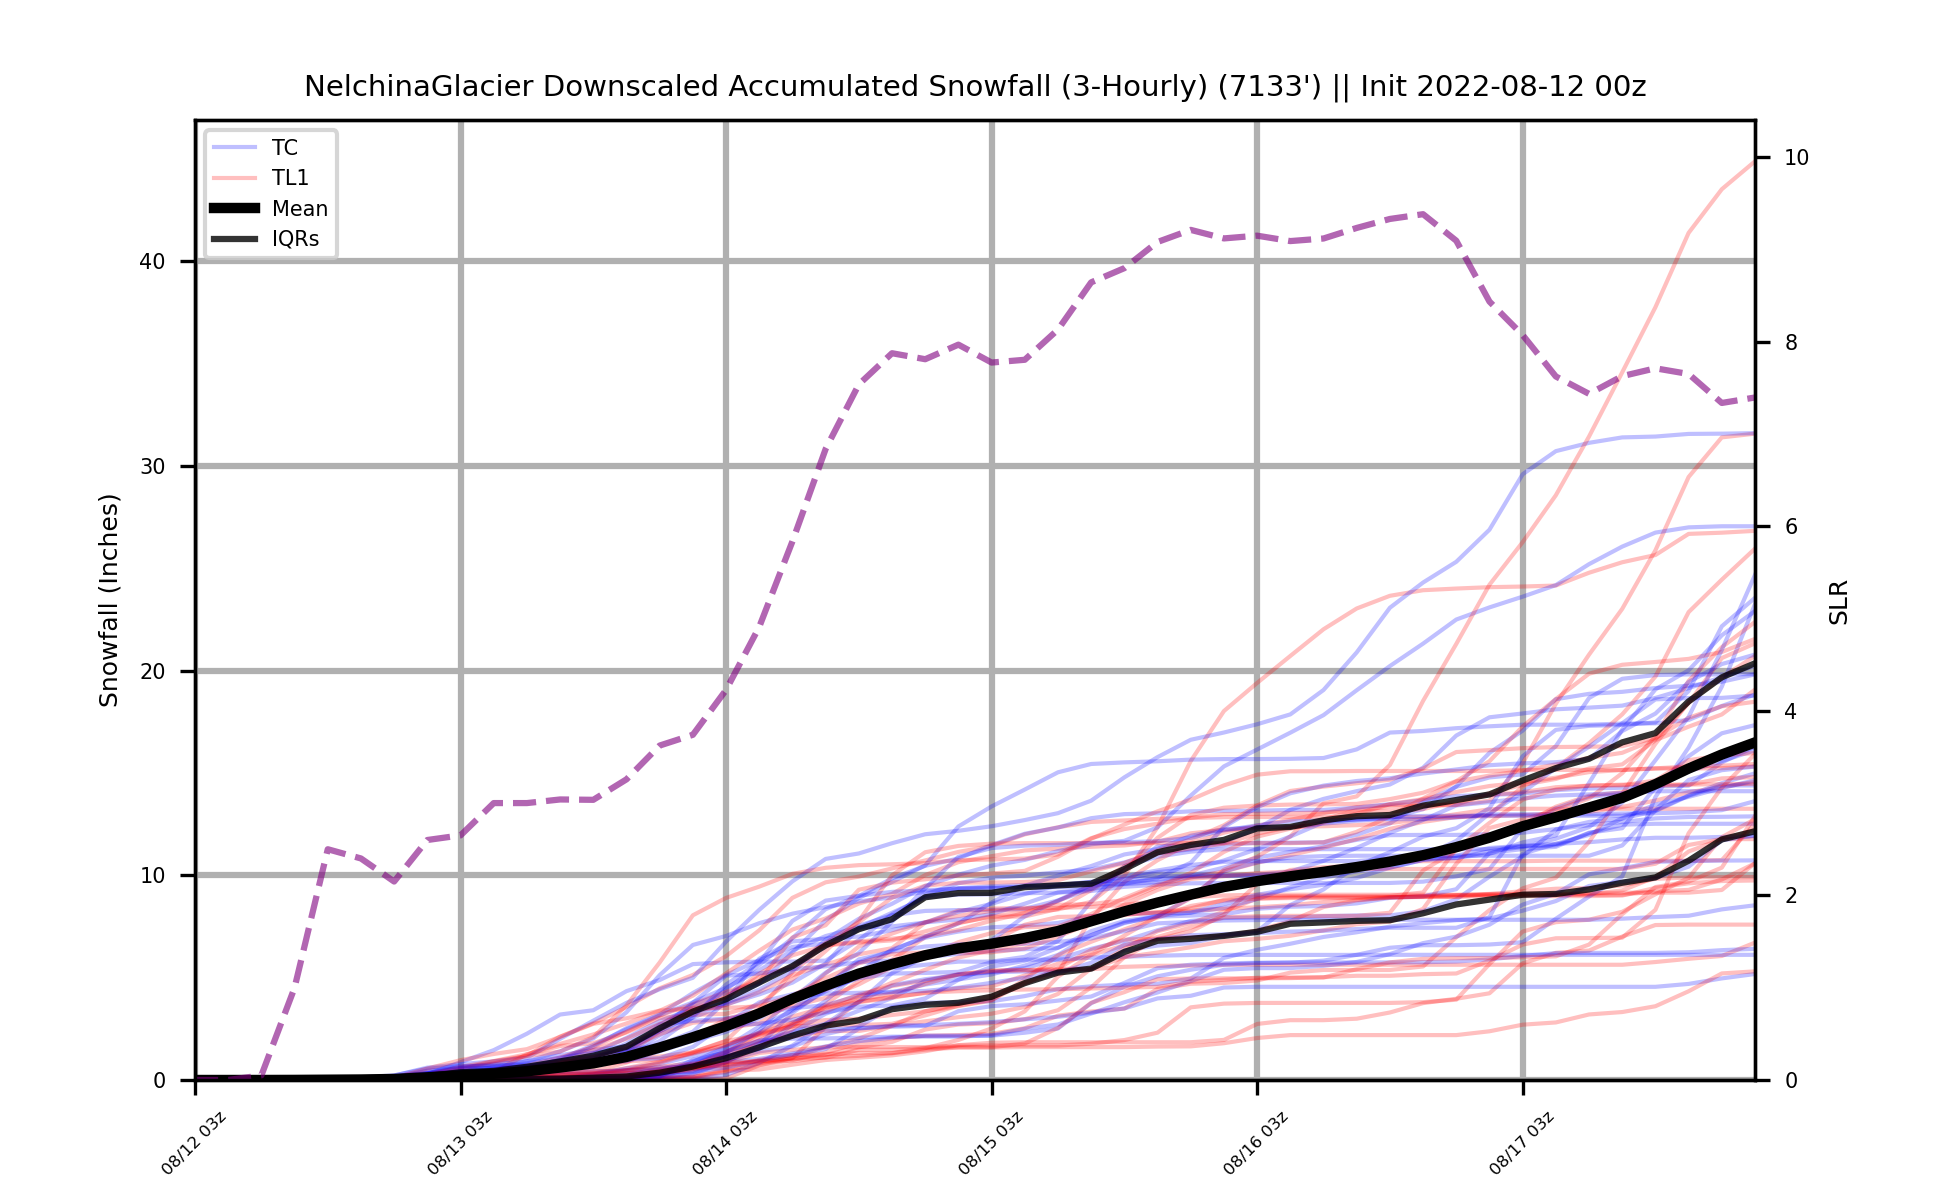 NelchinaGlacier Downscaled Accumulated Snowfall (3-Hourly) (7133') || Init 2022-08-12 00z
TC
TL1
Mean
IQRs
Snowfall (Inches)
40
30
20
10
0
SLR
10
8
6
4
2
0
08/12 03z
08/13 03z
08/14 03z
08/15 03z
08/16 03z
08/17 03z